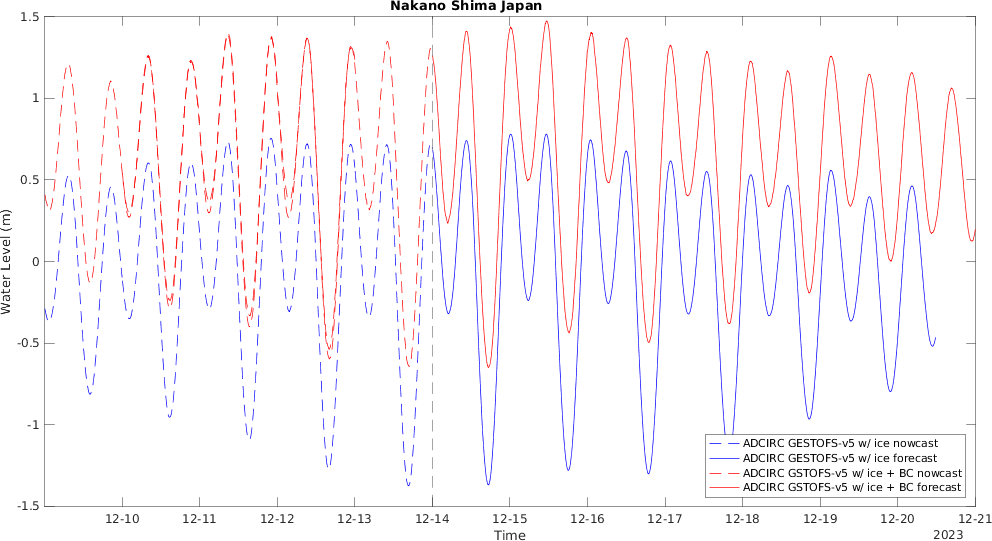 Nakano Shima Japan
1.5
1
0.5
0
-0.5
-1
-1.5
Water Level (m)
ADCIRC GESTOFS-v5 w/ ice nowcast
ADCIRC GESTOFS-v5 w/ ice forecast
ADCIRC GSTOFS-v5 w/ ice + BC nowcast
ADCIRC GSTOFS-v5 w/ ice + BC forecast
12-10 12-11 12-12 12-13 12-14 12-15 12-16 12-17 12-18 12-19 12-20 12-21
Time
2023